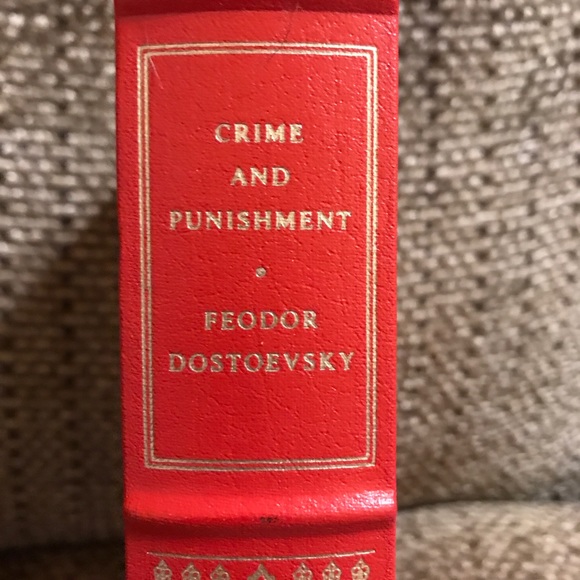 CRIME
AND
PUNISHMENT
FEODOR
DOSTOEVSKY